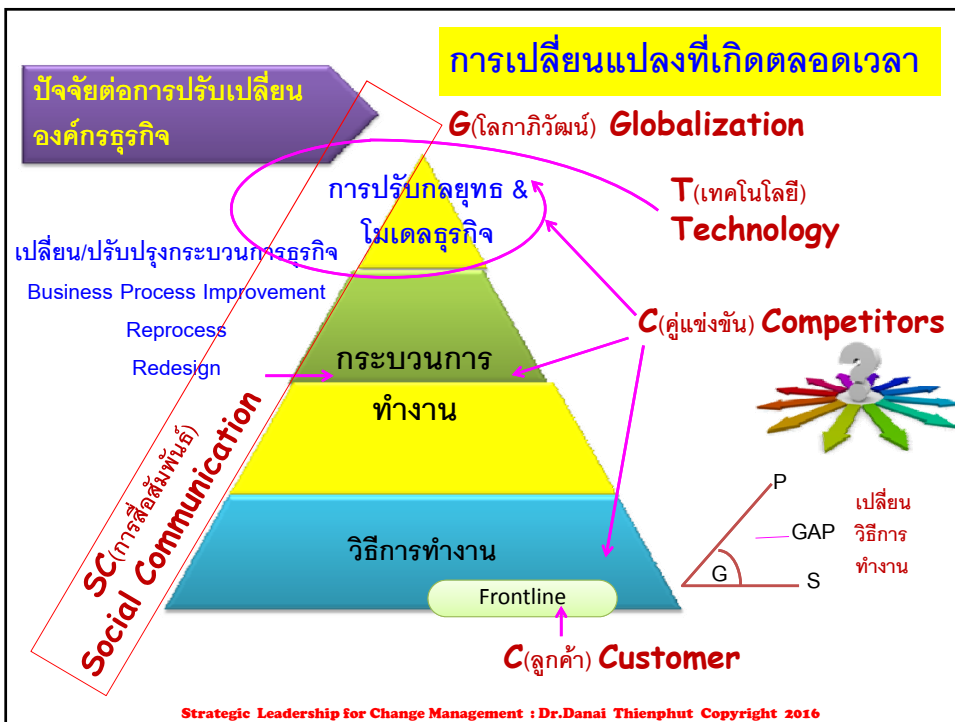 การเปลี่ยนแปลงที่เกิดตลอดเวลา
ปัจจัยต่อการปรับเปลี่ยน
องค์กรธุรกิจ
G(โลกาภิวัฒน์) Globalization
การปรับกลยุทธ &
โมเดลธุรกิจ
T(เทคโนโลยี)
Technology
เปลี่ยน/ปรับปรุงกระบวนการธุรกิจ
Business Process Improvement
Reprocess
Redesign
C(คู่แข่งขัน) Competitors
กระบวนการ
ทำงาน
SC(การสื่อสัมพันธ์)
Social Communication
วิธีการทำงาน
Frontline
P
GAP
G
S
เปลี่ยน
วิธีการ
ทำงาน
C(ลูกค้า) Customer
Strategic Leadership for Change Management : Dr.Danai Thienphut Copyright 2016